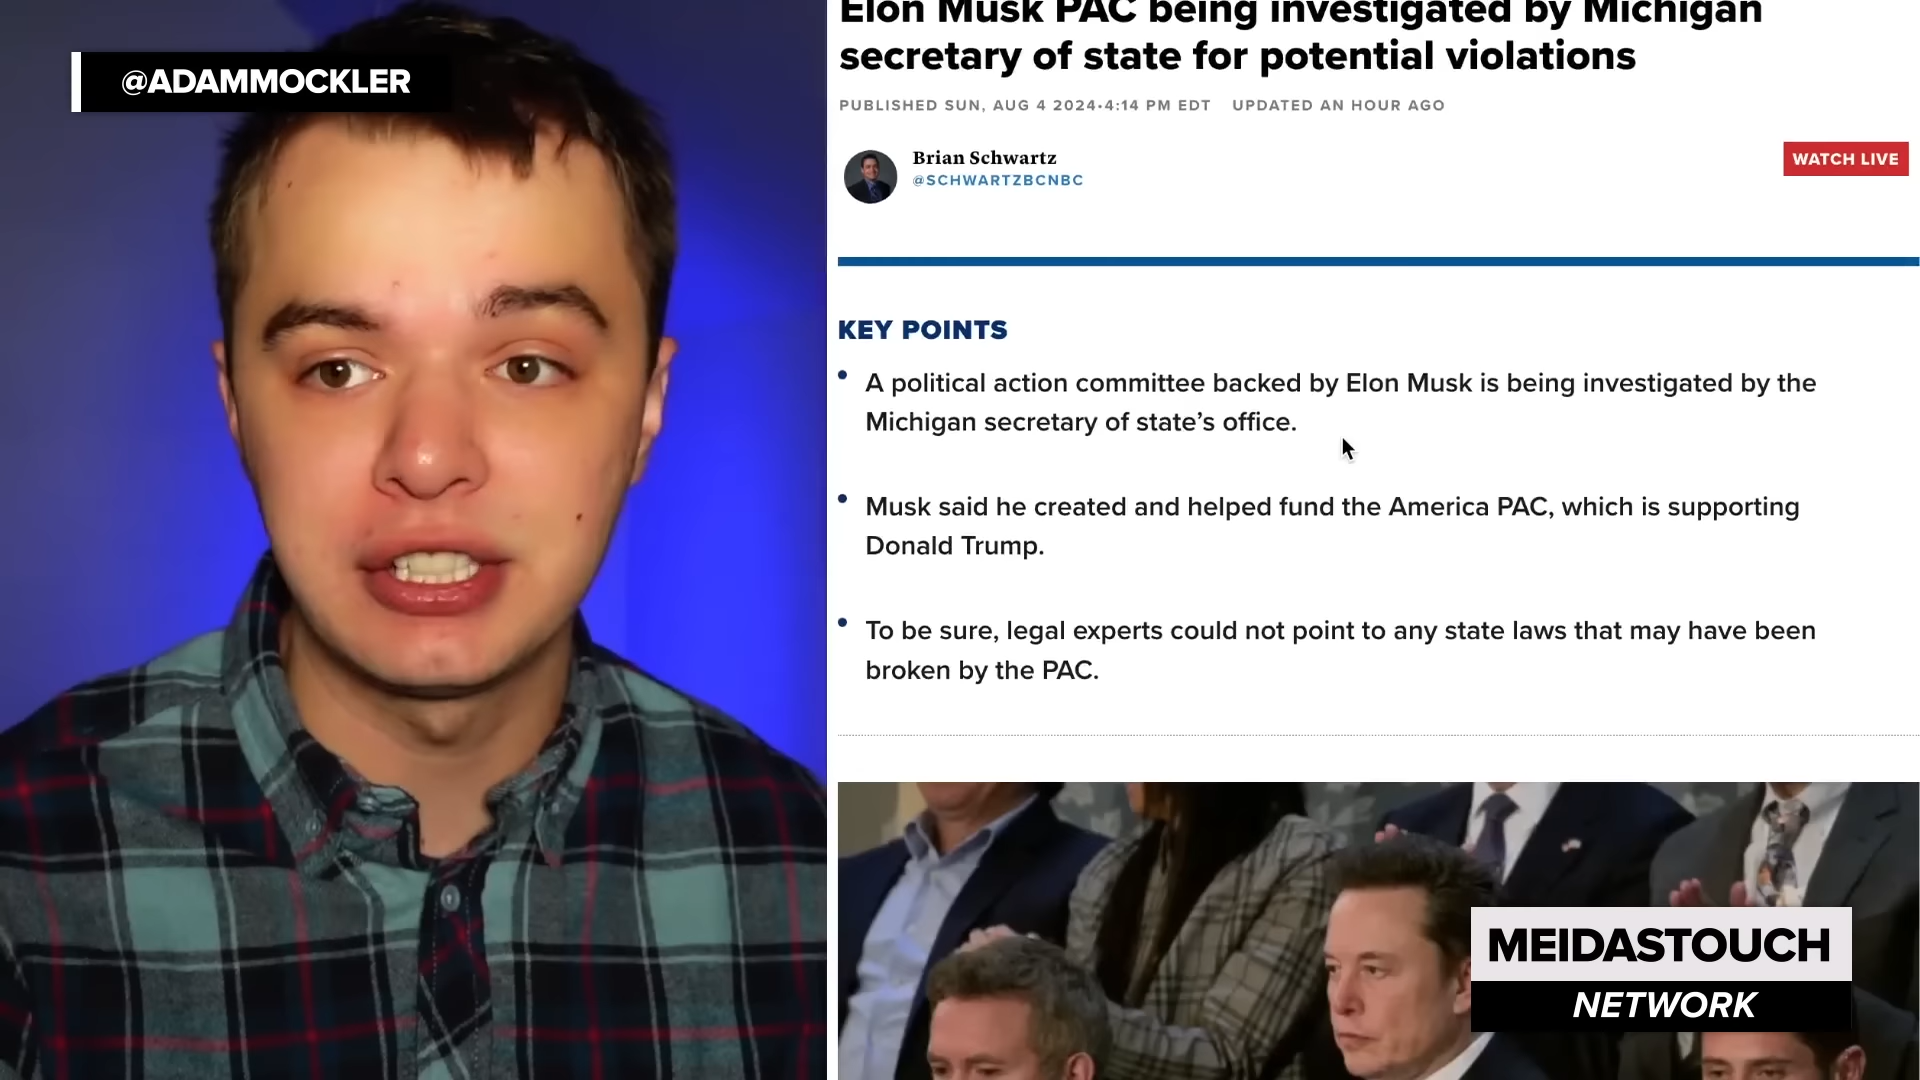 @ADAMMOCKLER
Elon Musk PAC being investigated by Michigan
secretary of state for potential violations
PUBLISHED SUN, AUG 4 2024•4:14 PM EDT UPDATED AN HOUR AGO
Brian Schwartz
@SCHWARTZBCNBC
WATCH LIVE
KEY POINTS
• A political action committee backed by Elon Musk is being investigated by the
Michigan secretary of state’s office.
• Musk said he created and helped fund the America PAC, which is supporting
Donald Trump.
• To be sure, legal experts could not point to any state laws that may have been
broken by the PAC.
MEIDASTOUCH
NETWORK